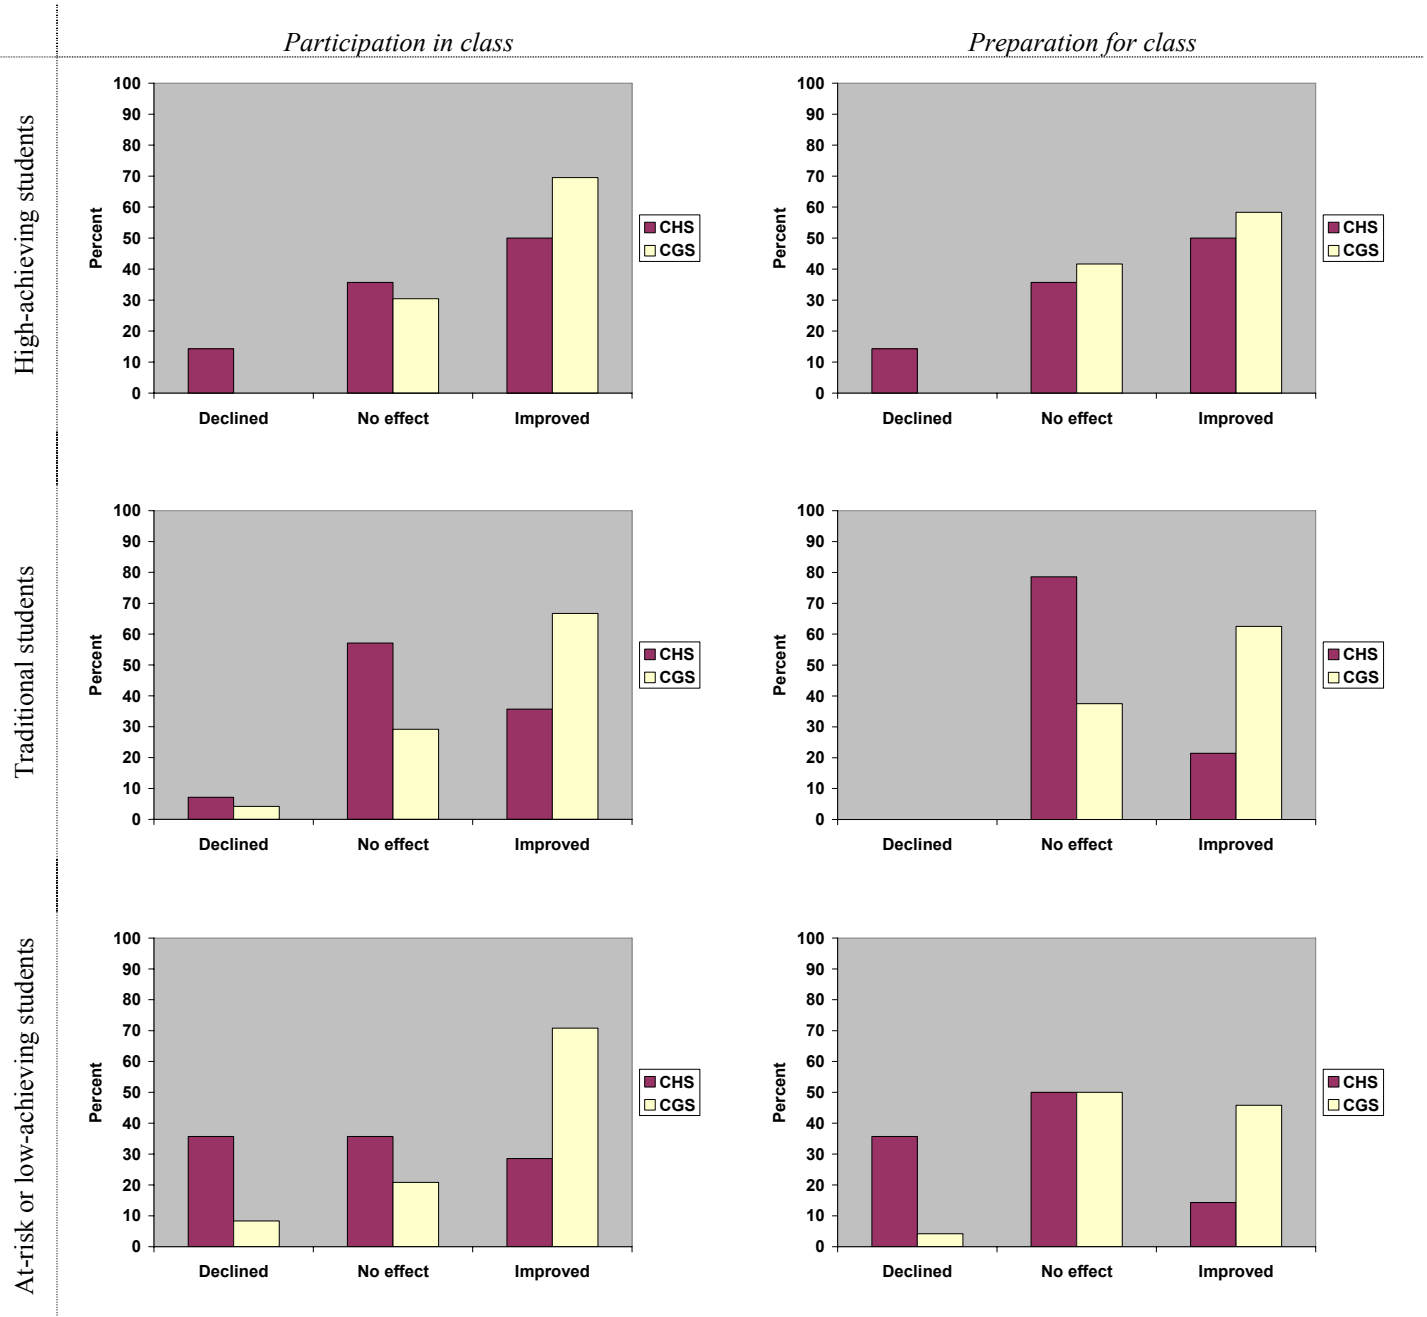 Participation in class
Preparation for class
High-achieving students
100
90
80
70
60
50
40
30
20
10
0
Percent
Declined
No effect
Improved
CHS
CGS
100
90
80
70
60
50
40
30
20
10
0
Percent
Declined
No effect
Improved
CHS
CGS
Traditional students
100
90
80
70
60
50
40
30
20
10
0
Percent
Declined
No effect
Improved
CHS
CGS
100
90
80
70
60
50
40
30
20
10
0
Percent
Declined
No effect
Improved
CHS
CGS
At-risk or low-achieving students
100
90
80
70
60
50
40
30
20
10
0
Percent
Declined
No effect
Improved
CHS
CGS
100
90
80
70
60
50
40
30
20
10
0
Percent
Declined
No effect
Improved
CHS
CGS